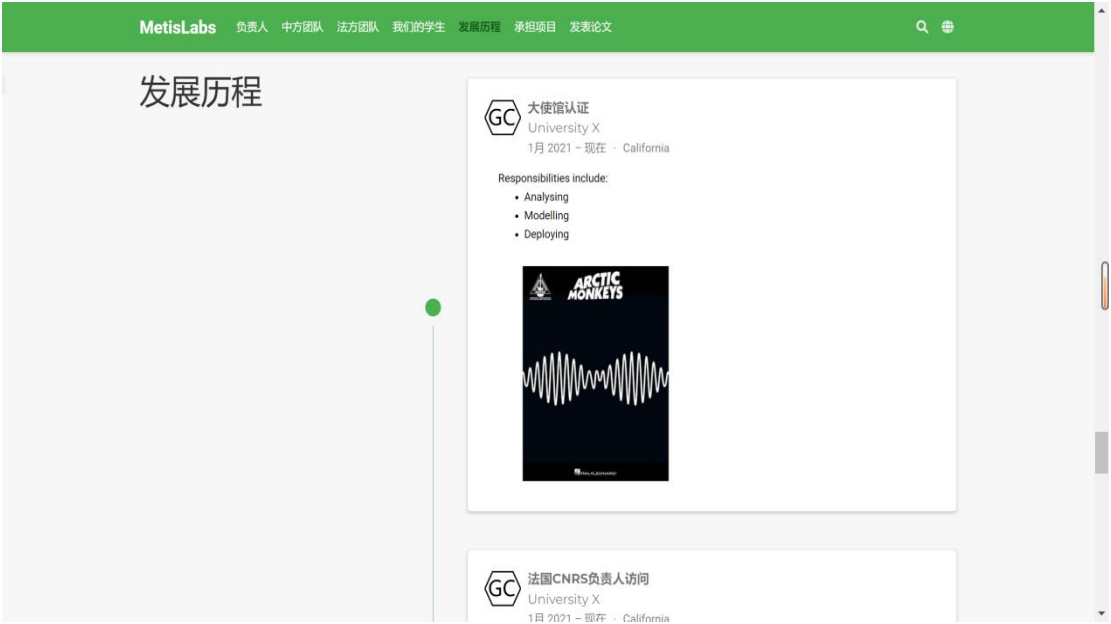 MetisLabs 负责人 中方团队 法方团队 我们的学生 发展历程 承担项目 发表论文
发展历程
GC
大使馆认证
University X
1月 2021 – 现在 · California
Responsibilities include:
• Analysing
• Modelling
• Deploying
ARCTIC
MONKEYS
HAL•LEONARD
GC
法国CNRS负责人访问
University X
1月 2021 – 现在 · California